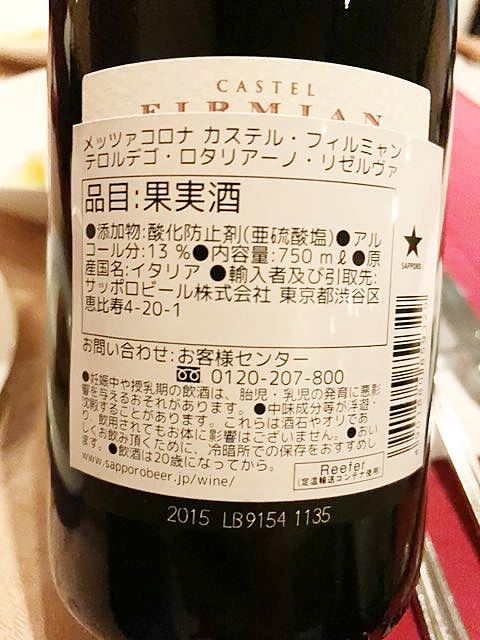 CASTEL
FIRMIAN
メッツァコロナ カステル・フィルミャン
テロルデゴ・ロタリアーノ・リゼルヴァ
品目:果実酒
●添加物:酸化防止剤(亜硫酸塩)●アル
コール分:13 %●内容量:750 mℓ●原
産国名:イタリア ●輸入者及び引取先:
サッポロビール株式会社 東京都渋谷区
恵比寿4-20-1
SAPPORO
お問い合わせ:お客様センター
0120-207-800
●妊娠中や授乳期の飲酒は、胎児・乳児の発育に悪影
響を与えるおそれがあります。●中味成分等が浮遊・
沈殿することがあります。これらは酒石やオリであ
り、飲用されてもお体に影響はございません。●おい
しくお飲み頂くために、冷暗所での保存をおすすめし
ます。●飲酒は20歳になってから。
www.sapporobeer.jp/wine/
Reefer
(定温輸送コンテナ使用)
2015 LB9154 1135